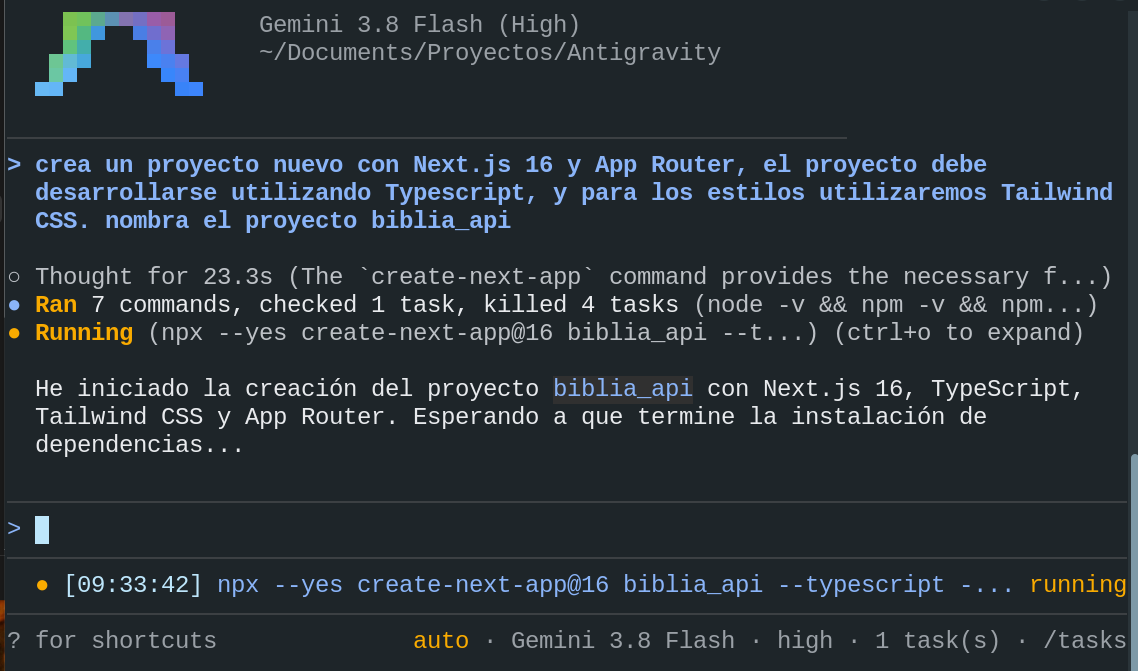 Gemini 3.8 Flash (High)
~/Documents/Proyectos/Antigravity
> crea un proyecto nuevo con Next.js 16 y App Router, el proyecto debe
desarrollarse utilizando Typescript, y para los estilos utilizaremos Tailwind
CSS. nombra el proyecto biblia_api
○ Thought for 23.3s (The `create-next-app` command provides the necessary f...)
● Ran 7 commands, checked 1 task, killed 4 tasks (node -v && npm -v && npm...)
● Running (npx --yes create-next-app@16 biblia_api --t...) (ctrl+o to expand)
He iniciado la creación del proyecto biblia_api con Next.js 16, TypeScript,
Tailwind CSS y App Router. Esperando a que termine la instalación de
dependencias...
>
● [09:33:42] npx --yes create-next-app@16 biblia_api --typescript -... running
? for shortcuts auto · Gemini 3.8 Flash · high · 1 task(s) · /tasks